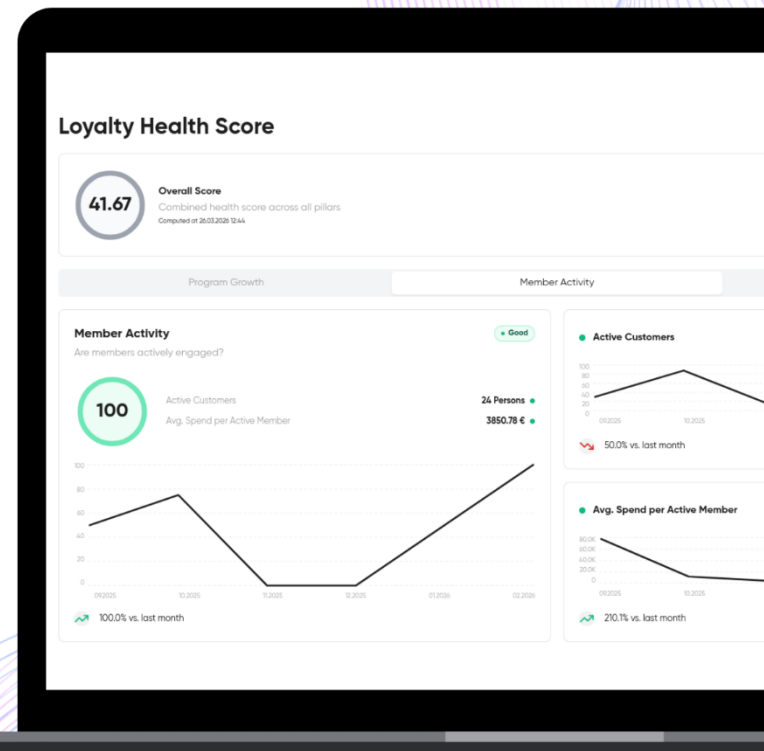 Loyalty Health Score
41.67
Overall Score
Combined health score across all pillars
Computed at 26.03.2026 12:44
Program Growth
Member Activity
Member Activity
Good
Are members actively engaged?
100
Active Customers
24 Persons
Avg. Spend per Active Member
3850.78 €
100
80
60
40
20
0
09.2025
10.2025
11.2025
12.2025
01.2026
02.2026
100.0% vs. last month
Active Customers
100
80
60
40
20
0
09.2025
10.2025
50.0% vs. last month
Avg. Spend per Active Member
80.0K
60.0K
40.0K
20.0K
0
09.2025
10.2025
210.1% vs. last month